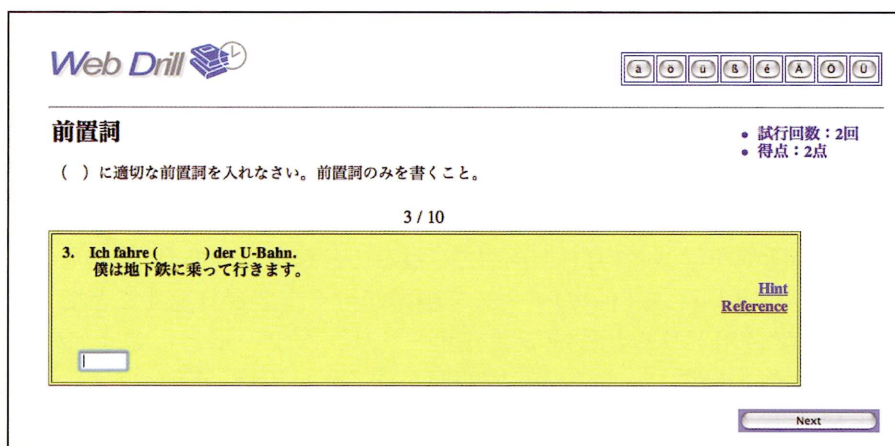 Web Drill
ä ö ü ß é Ä Ö Ü
前置詞
• 試行回数：2回
• 得点：2点
（　）に適切な前置詞を入れなさい。前置詞のみを書くこと。
3 / 10
3. Ich fahre (　　　) der U-Bahn.
僕は地下鉄に乗って行きます。
Hint
Reference
Next